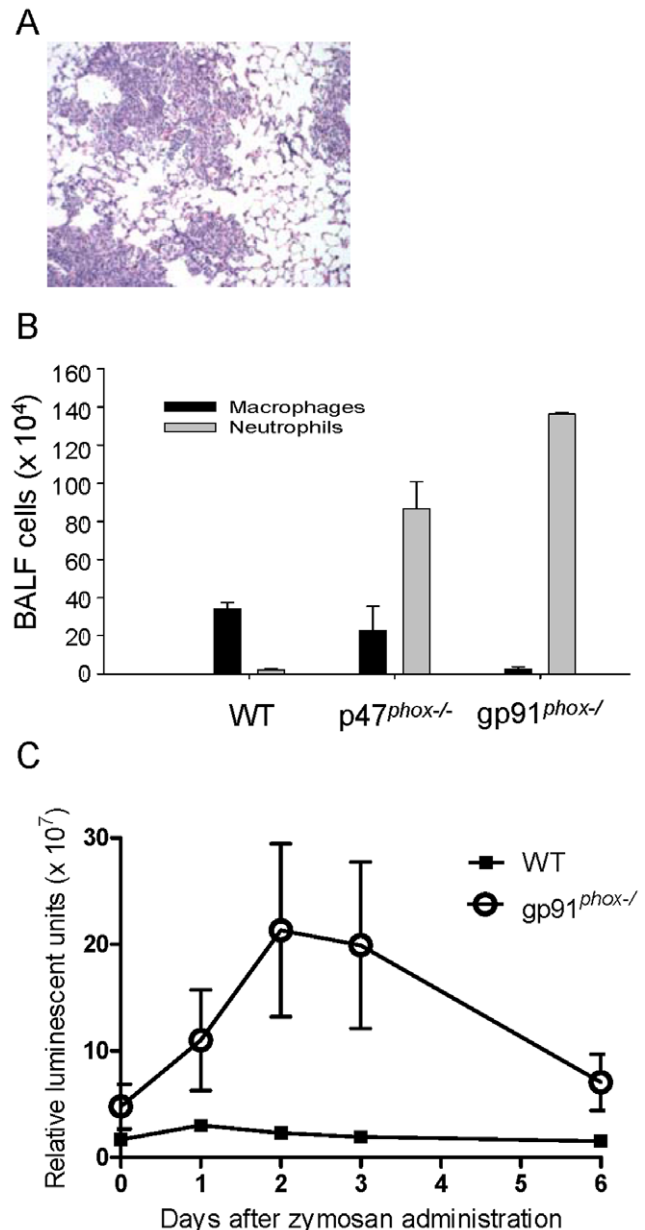 A
B
BALF cells (x 10⁴)
160
140
120
100
80
60
40
20
0
Macrophages
Neutrophils
WT
p47phox-/-
gp91phox-/
C
Relative luminescent units (x 10⁷)
30
20
10
0
WT
gp91phox-/
0 1 2 3 4 5 6
Days after zymosan administration